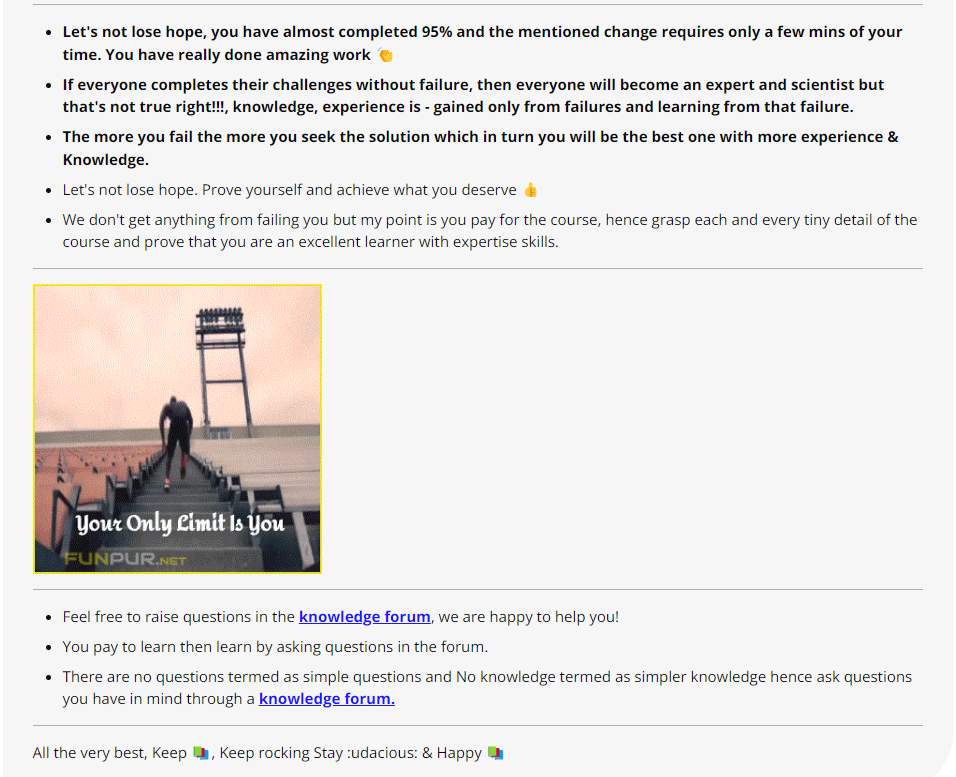 Let's not lose hope, you have almost completed 95% and the mentioned change requires only a few mins of your
time. You have really done amazing work 👏
If everyone completes their challenges without failure, then everyone will become an expert and scientist but
that's not true right!!!, knowledge, experience is - gained only from failures and learning from that failure.
The more you fail the more you seek the solution which in turn you will be the best one with more experience &
Knowledge.
Let's not lose hope. Prove yourself and achieve what you deserve 👍
We don't get anything from failing you but my point is you pay for the course, hence grasp each and every tiny detail of the
course and prove that you are an excellent learner with expertise skills.
Your Only Limit Is You
FUNPUR.NET
Feel free to raise questions in the knowledge forum, we are happy to help you!
You pay to learn then learn by asking questions in the forum.
There are no questions termed as simple questions and No knowledge termed as simpler knowledge hence ask questions
you have in mind through a knowledge forum.
All the very best, Keep , Keep rocking Stay :udacious: & Happy